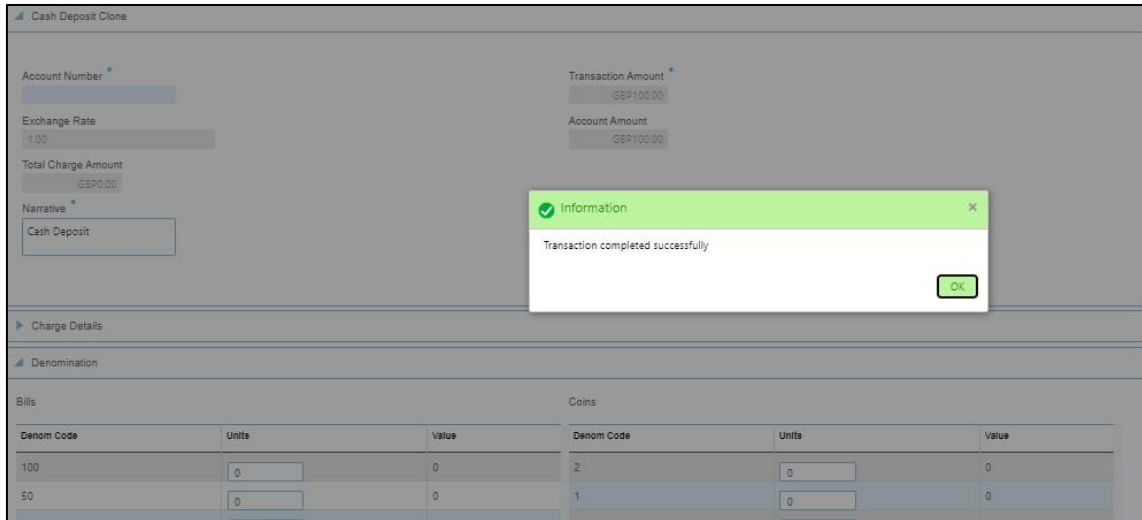 Cash Deposit Clone
Account Number *
Transaction Amount *
GBP100.00
Exchange Rate
Account Amount
1.00
GBP100.00
Total Charge Amount
GBP0.00
Narrative *
Cash Deposit
Information
×
Transaction completed successfully
OK
Charge Details
Denomination
Bills
Coins
Denom Code Units Value Denom Code Units Value
100 0 0 2 0 0
50 0 0 1 0 0